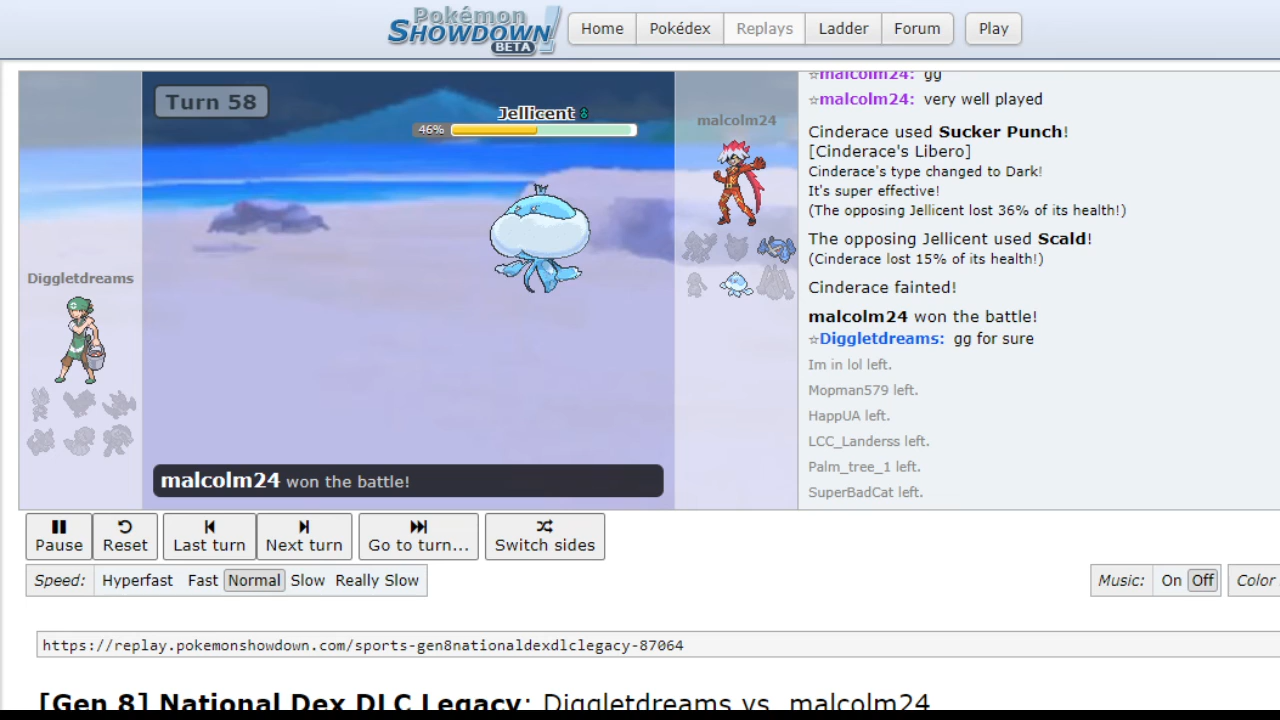 Pokémon
SHOWDOWN!
BETA
Home
Pokédex
Replays
Ladder
Forum
Play
Turn 58
Jellicent
46%
malcolm24
Diggletdreams
malcolm24 won the battle!
☆malcolm24: gg
☆malcolm24: very well played
Cinderace used Sucker Punch!
[Cinderace's Libero]
Cinderace's type changed to Dark!
It's super effective!
(The opposing Jellicent lost 36% of its health!)
The opposing Jellicent used Scald!
(Cinderace lost 15% of its health!)
Cinderace fainted!
malcolm24 won the battle!
☆Diggletdreams: gg for sure
Im in lol left.
Mopman579 left.
HappUA left.
LCC_Landerss left.
Palm_tree_1 left.
SuperBadCat left.
Pause
Reset
Last turn
Next turn
Go to turn...
Switch sides
Speed: Hyperfast Fast Normal Slow Really Slow
Music: On Off
Color
https://replay.pokemonshowdown.com/sports-gen8nationaldexdlclegacy-87064
[Gen 8] National Dex DLC Legacy: Diggletdreams vs. malcolm24